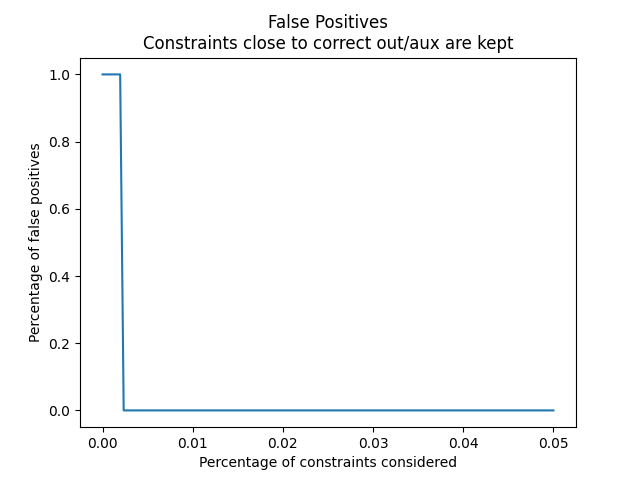 False Positives
Constraints close to correct out/aux are kept
Percentage of false positives
1.0
0.8
0.6
0.4
0.2
0.0
0.00 0.01 0.02 0.03 0.04 0.05
Percentage of constraints considered